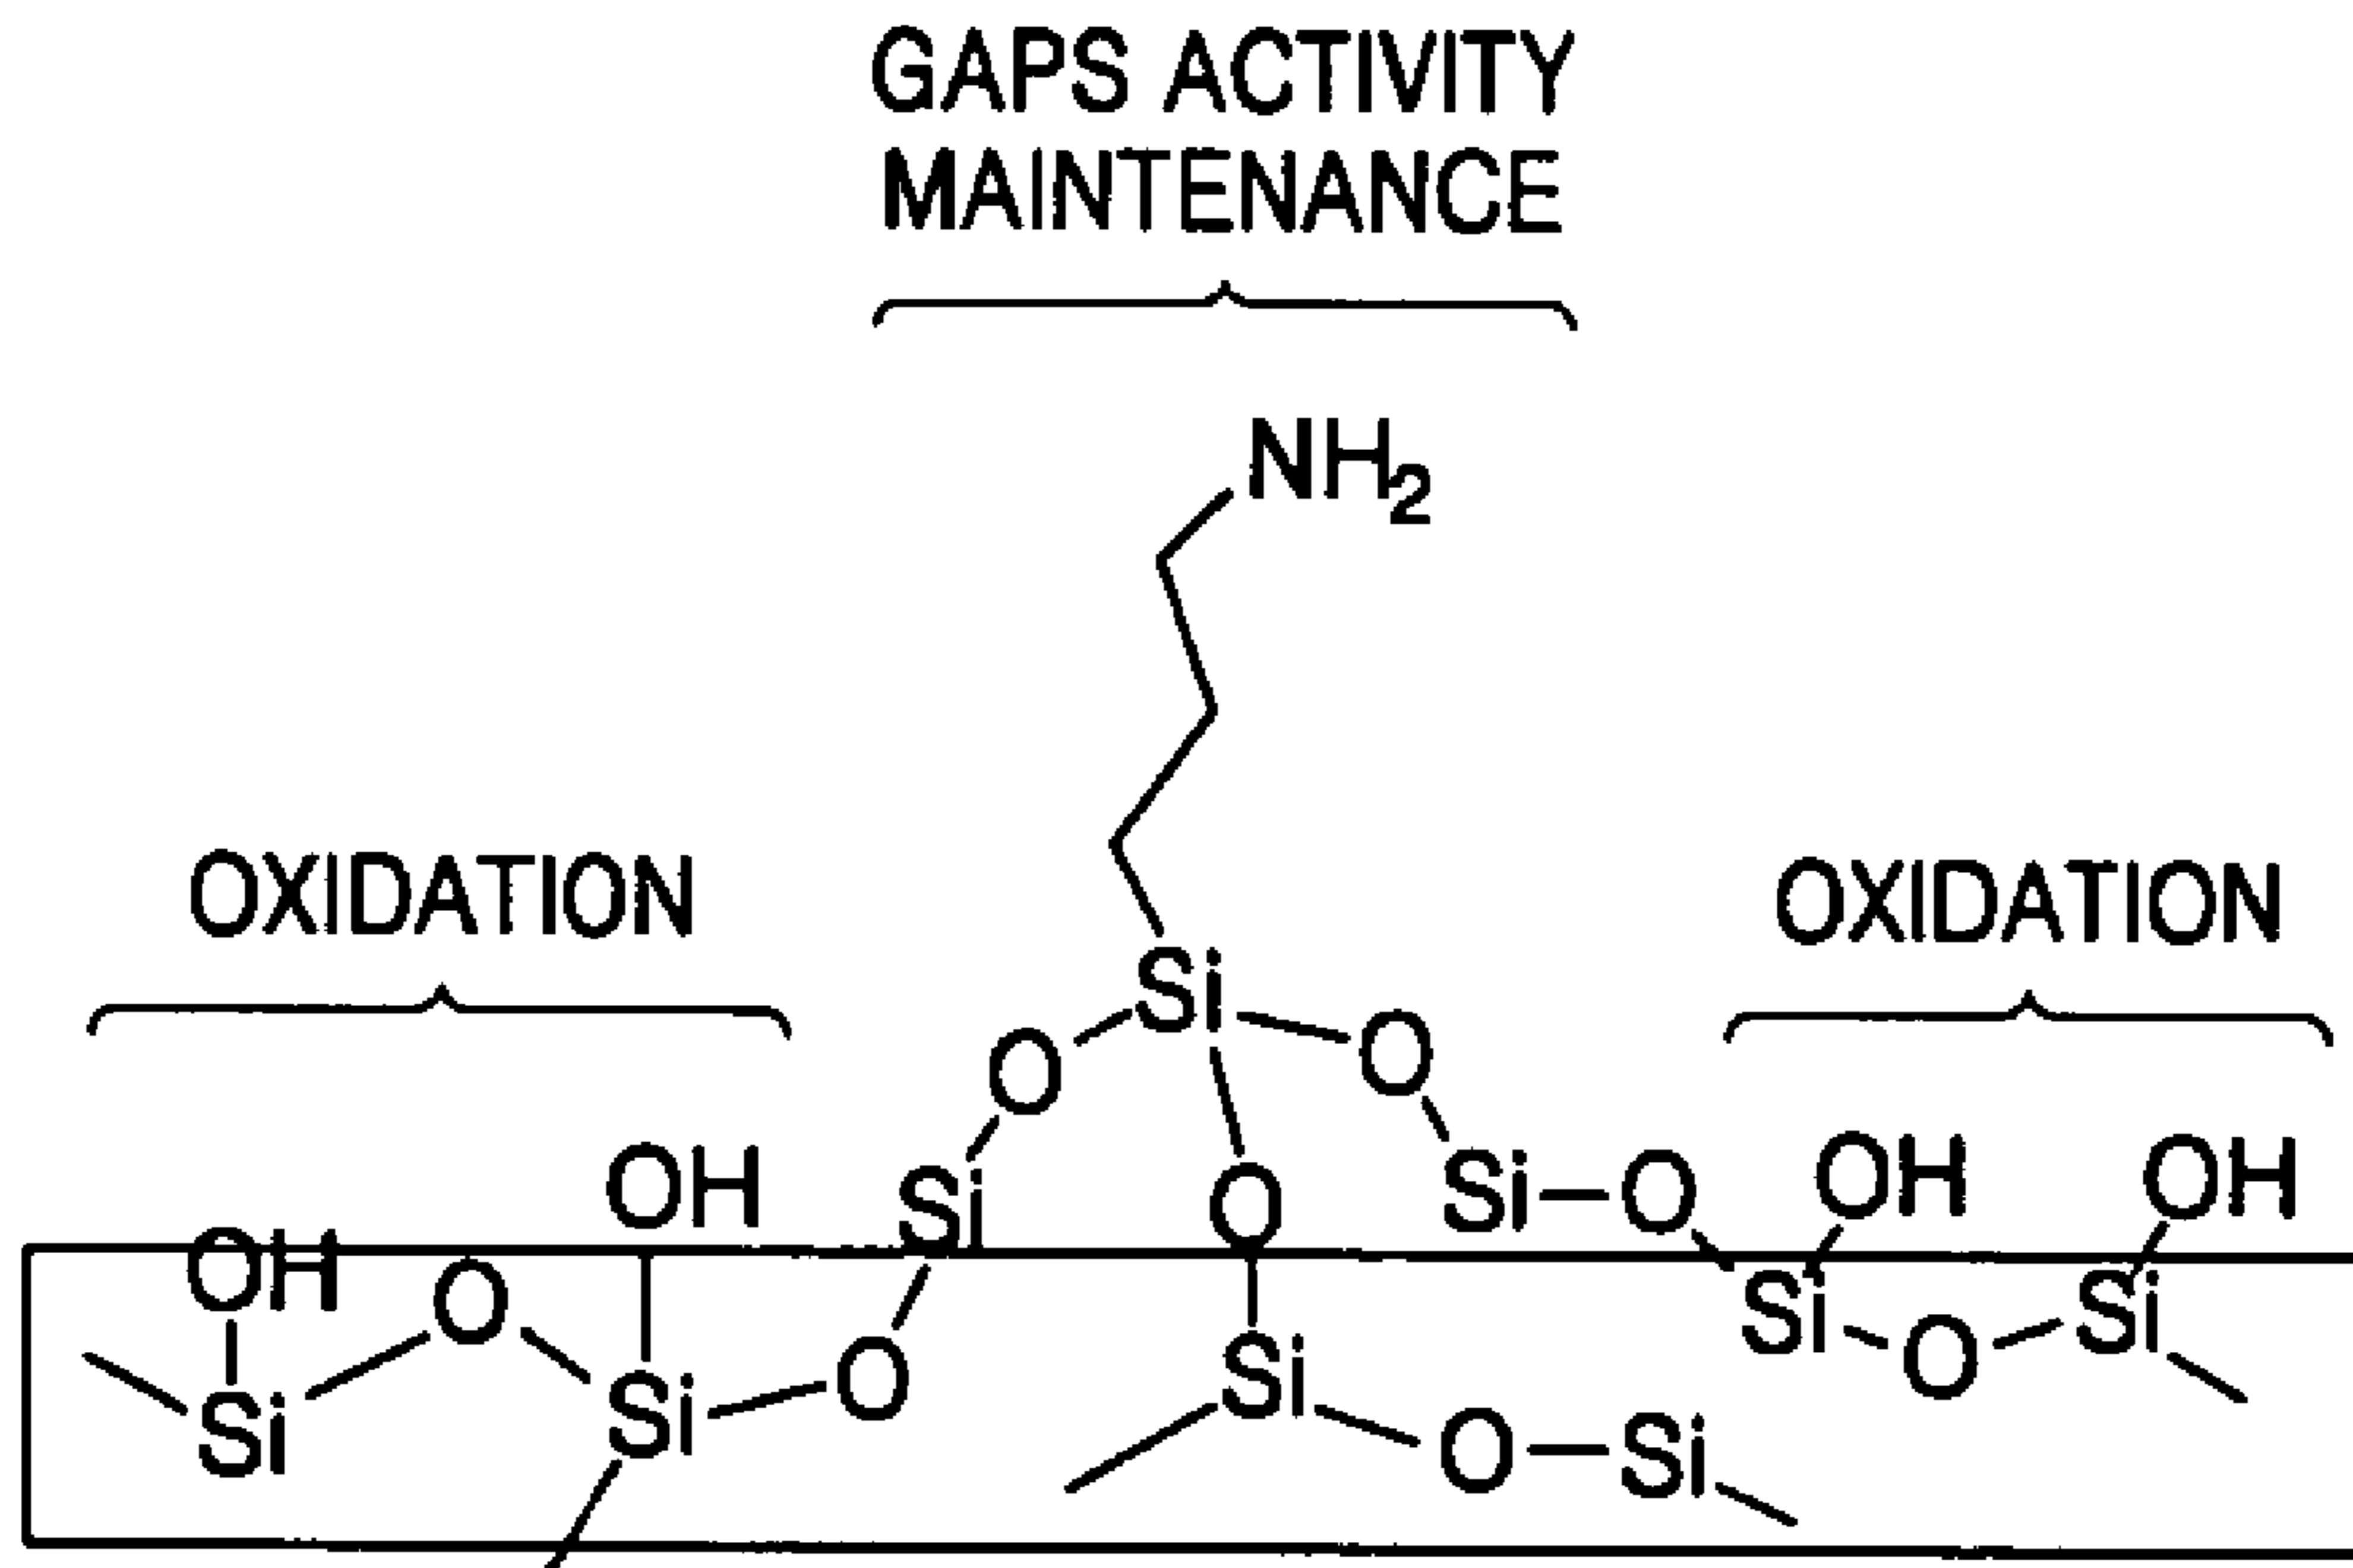 GAPS ACTIVITY
MAINTENANCE
NH2
OXIDATION
OXIDATION
Si
O
O
OH
Si
O
Si–O
OH
OH
OH
O
Si
O
Si
Si
Si
O
Si
Si
O–Si